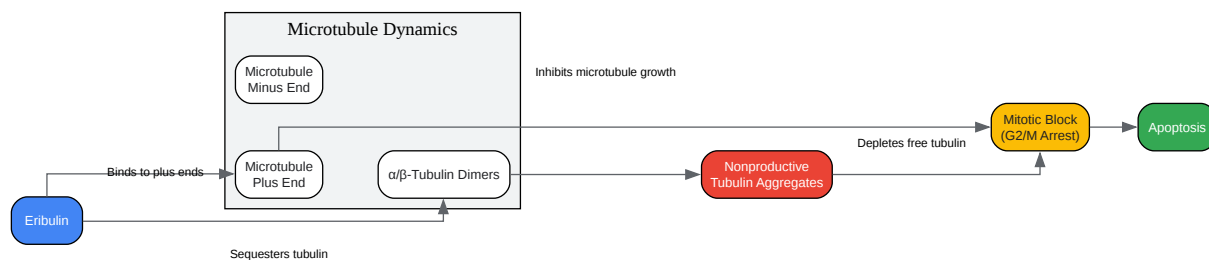 Microtubule Dynamics
Microtubule
Minus End
Inhibits microtubule growth
Mitotic Block
(G2/M Arrest)
Apoptosis
Depletes free tubulin
Binds to plus ends
Microtubule
Plus End
α/β-Tubulin Dimers
Nonproductive
Tubulin Aggregates
Eribulin
Sequesters tubulin